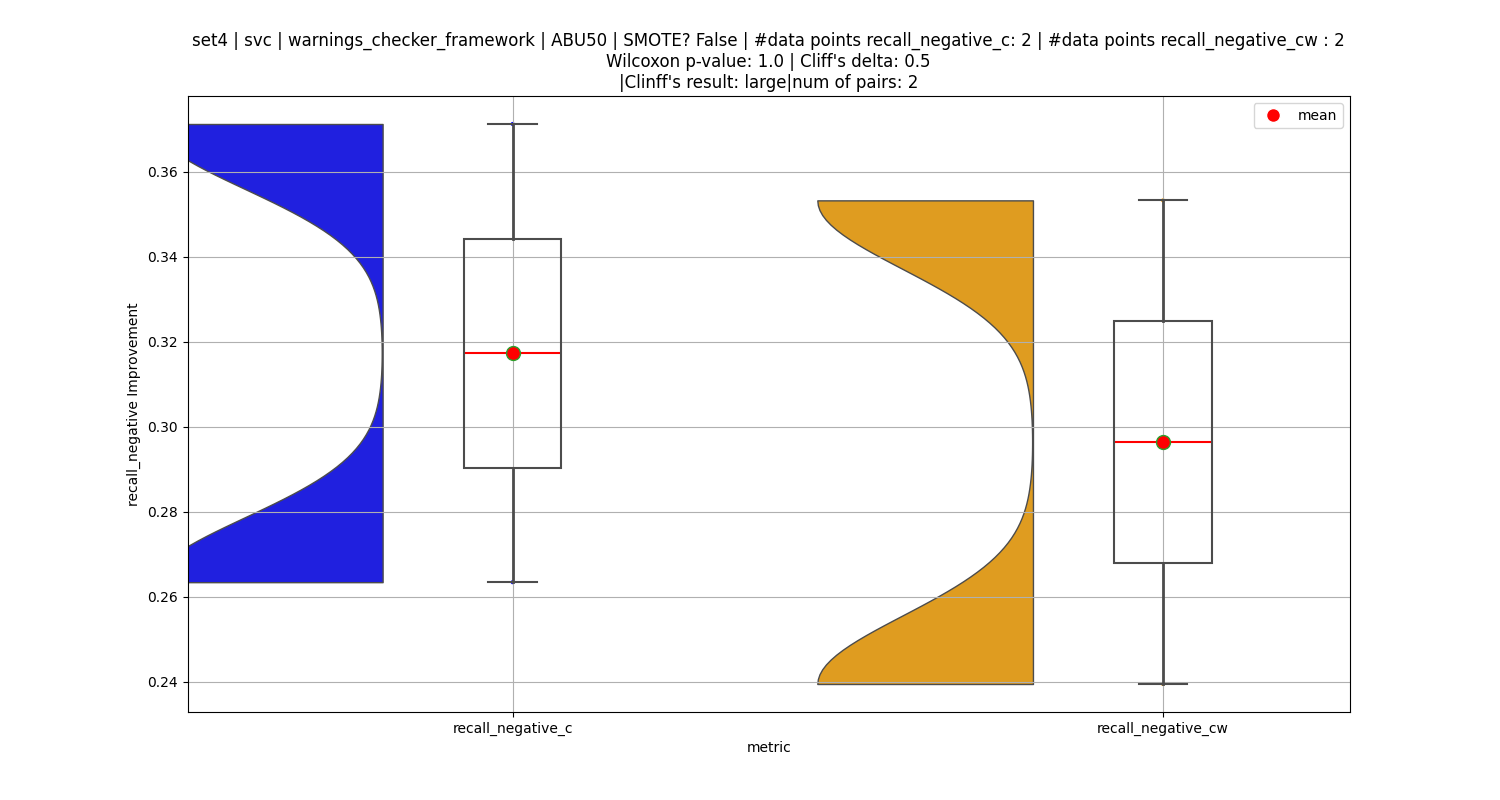 set4 | svc | warnings_checker_framework | ABU50 | SMOTE? False | #data points recall_negative_c: 2 | #data points recall_negative_cw : 2
Wilcoxon p-value: 1.0 | Cliff's delta: 0.5
|Clinff's result: large|num of pairs: 2
mean
0.36
0.34
0.32
0.30
0.28
0.26
0.24
recall_negative Improvement
recall_negative_c
recall_negative_cw
metric